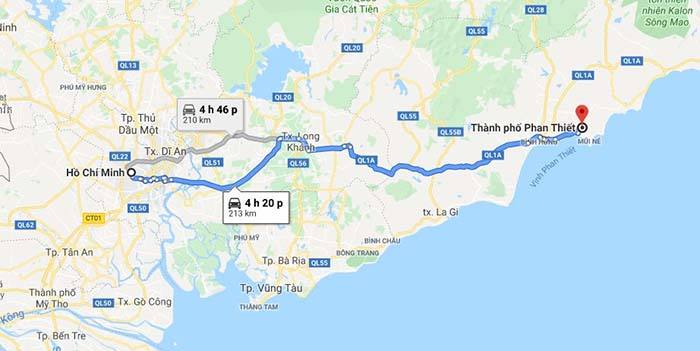 Gia
Cát Tiên
QL28
nhiên Kalon
Sông Mao
QL13
QL20
QL55
QL1A
QL1A
PHÚ MỸ HƯNG
4 h 46 p
210 km
QL20
Tp. Thủ
Dầu Một
Tx. Long
Khánh
QL55B
Thành phố Phan Thiết
MŨI NÉ
QL22
Tx. Dĩ An
QL51
QL56
QL1A
QL1A
Hồ Chí Minh
Vịnh Phan Thiết
4 h 20 p
213 km
CT01
QL50
tx. La Gi
QL62
PHÚ MỸ
BÌNH CHÂU
Tp. Tân An
Tp. Bà Rịa
QL55
BÔNG TRANG
Thành phố
Mỹ Tho
QL50
Tx. Gò Công
Tp. Vũng Tàu
THẮNG TAM
Tp. Bến Tre